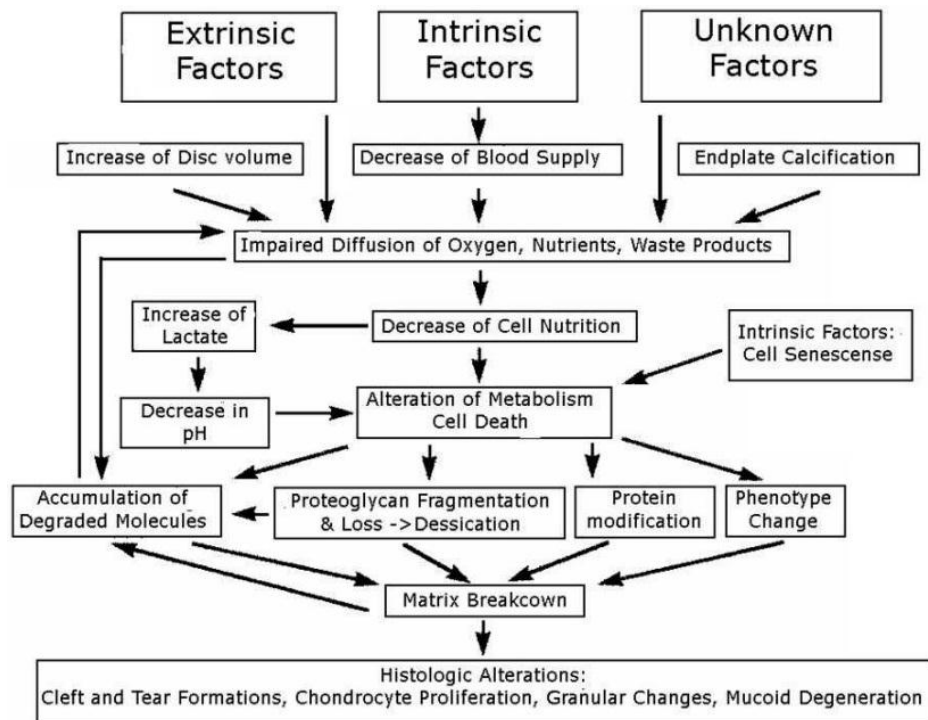 Extrinsic
Factors
Intrinsic
Factors
Unknown
Factors
Increase of Disc volume
Decrease of Blood Supply
Endplate Calcification
Impaired Diffusion of Oxygen, Nutrients, Waste Products
Increase of
Lactate
Decrease of Cell Nutrition
Intrinsic Factors:
Cell Senescense
Decrease in
pH
Alteration of Metabolism
Cell Death
Accumulation of
Degraded Molecules
Proteoglycan Fragmentation
& Loss ->Dessication
Protein
modification
Phenotype
Change
Matrix Breakcown
Histologic Alterations:
Cleft and Tear Formations, Chondrocyte Proliferation, Granular Changes, Mucoid Degeneration